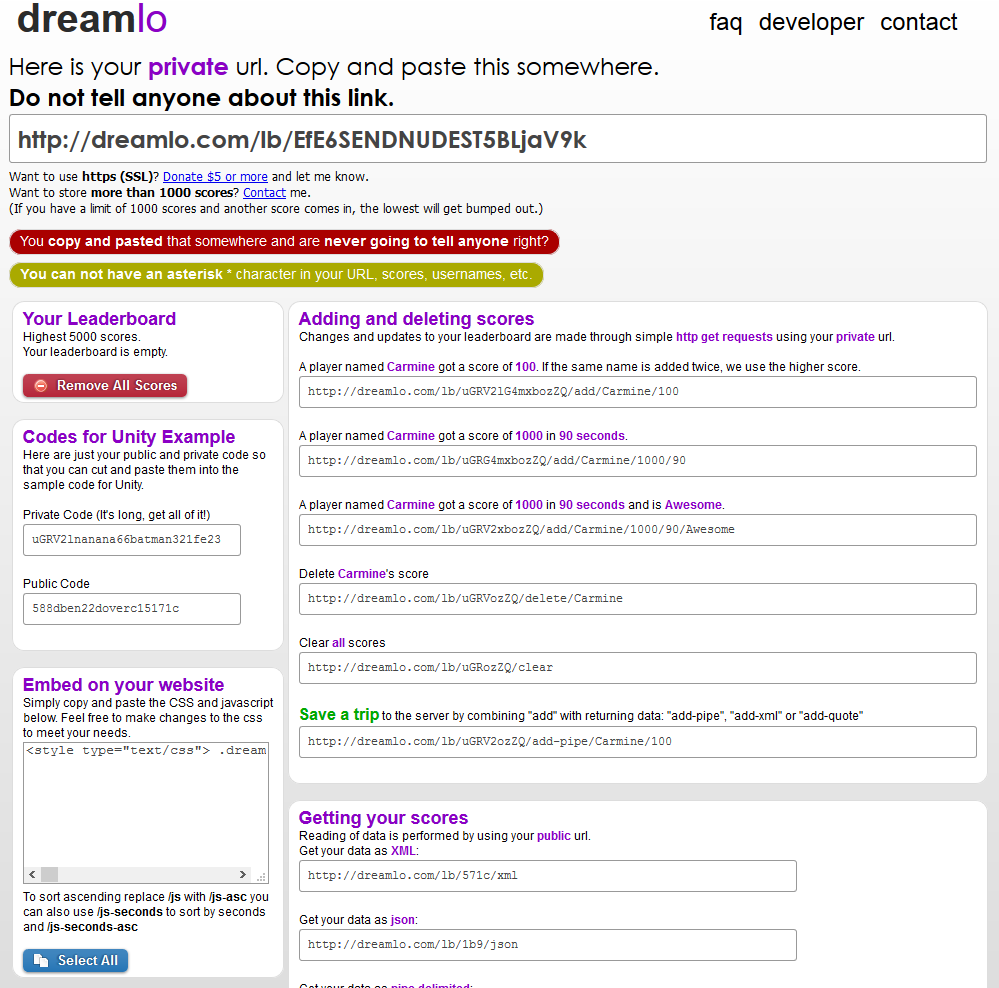 dreamlo
faq developer contact
Here is your private url. Copy and paste this somewhere.
Do not tell anyone about this link.
http://dreamlo.com/lb/EfE6SENDNUDEST5BLjaV9k
Want to use https (SSL)? Donate $5 or more and let me know.
Want to store more than 1000 scores? Contact me.
(If you have a limit of 1000 scores and another score comes in, the lowest will get bumped out.)
You copy and pasted that somewhere and are never going to tell anyone right?
You can not have an asterisk * character in your URL, scores, usernames, etc.
Your Leaderboard
Highest 5000 scores.
Your leaderboard is empty.
Remove All Scores
Codes for Unity Example
Here are just your public and private code so
that you can cut and paste them into the
sample code for Unity.
Private Code (It's long, get all of it!)
uGRV2lnanana66batman321fe23
Public Code
588dben22doverc15171c
Embed on your website
Simply copy and paste the CSS and javascript
below. Feel free to make changes to the css
to meet your needs.
<style type="text/css"> .dream
To sort ascending replace /js with /js-asc you
can also use /js-seconds to sort by seconds
and /js-seconds-asc
Select All
Adding and deleting scores
Changes and updates to your leaderboard are made through simple http get requests using your private url.
A player named Carmine got a score of 100. If the same name is added twice, we use the higher score.
http://dreamlo.com/lb/uGRV2lG4mxbozZQ/add/Carmine/100
A player named Carmine got a score of 1000 in 90 seconds.
http://dreamlo.com/lb/uGRG4mxbozZQ/add/Carmine/1000/90
A player named Carmine got a score of 1000 in 90 seconds and is Awesome.
http://dreamlo.com/lb/uGRV2xbozZQ/add/Carmine/1000/90/Awesome
Delete Carmine's score
http://dreamlo.com/lb/uGRVozZQ/delete/Carmine
Clear all scores
http://dreamlo.com/lb/uGRozZQ/clear
Save a trip to the server by combining "add" with returning data: "add-pipe", "add-xml" or "add-quote"
http://dreamlo.com/lb/uGRV2ozZQ/add-pipe/Carmine/100
Getting your scores
Reading of data is performed by using your public url.
Get your data as XML:
http://dreamlo.com/lb/571c/xml
Get your data as json:
http://dreamlo.com/lb/1b9/json
Get your data as pipe delimited: